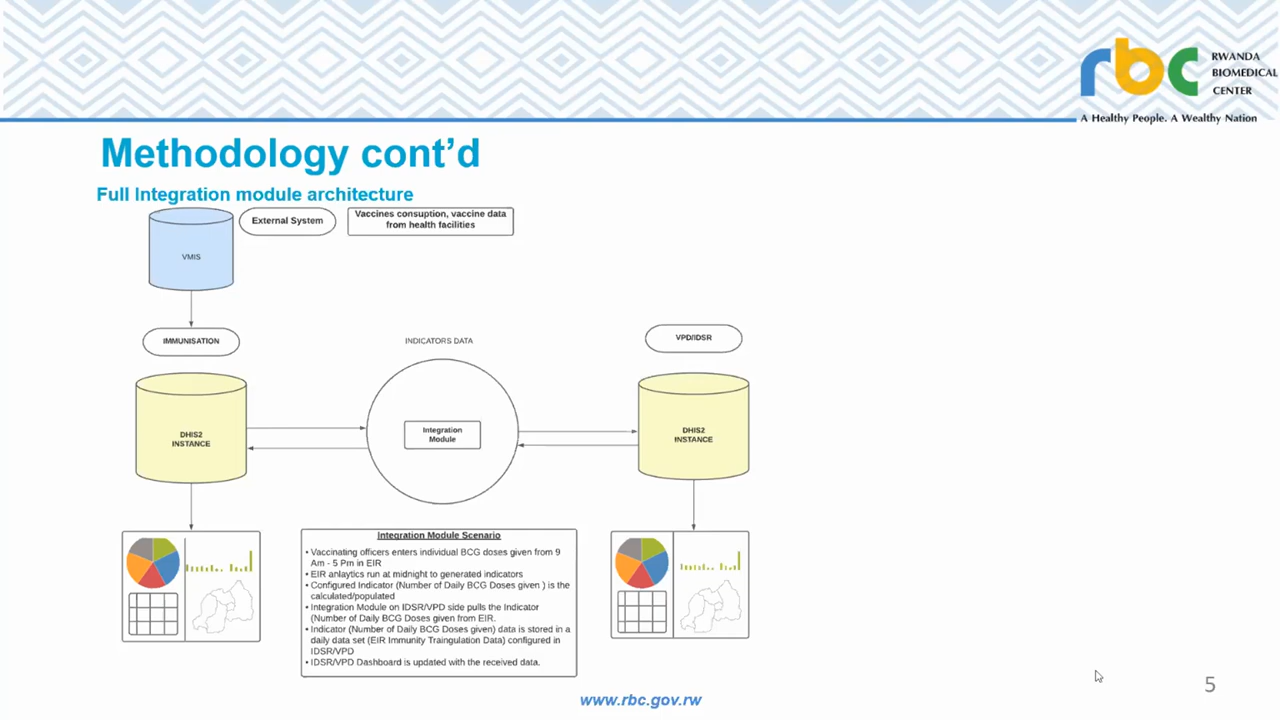 rbc
RWANDA
BIOMEDICAL
CENTER
A Healthy People. A Wealthy Nation
Methodology cont'd
Full Integration module architecture
External System
Vaccines consuption, vaccine data
from health facilities
VMIS
IMMUNISATION
INDICATORS DATA
VPD/IDSR
DHIS2
INSTANCE
Integration
Module
DHIS2
INSTANCE
Integration Module Scenario
• Vaccinating officers enters individual BCG doses given from 9
Am - 5 Pm in EIR
• EIR anlaytics run at midnight to generated indicators
• Configured Indicator (Number of Daily BCG Doses given ) is the
calculated/populated
• Integration Module on IDSR/VPD side pulls the Indicator
(Number of Daily BCG Doses given from EIR.
• Indicator (Number of Daily BCG Doses given) data is stored in a
daily data set (EIR Immunity Traingulation Data) configured in
IDSR/VPD
• IDSR/VPD Dashboard is updated with the received data.
www.rbc.gov.rw
5